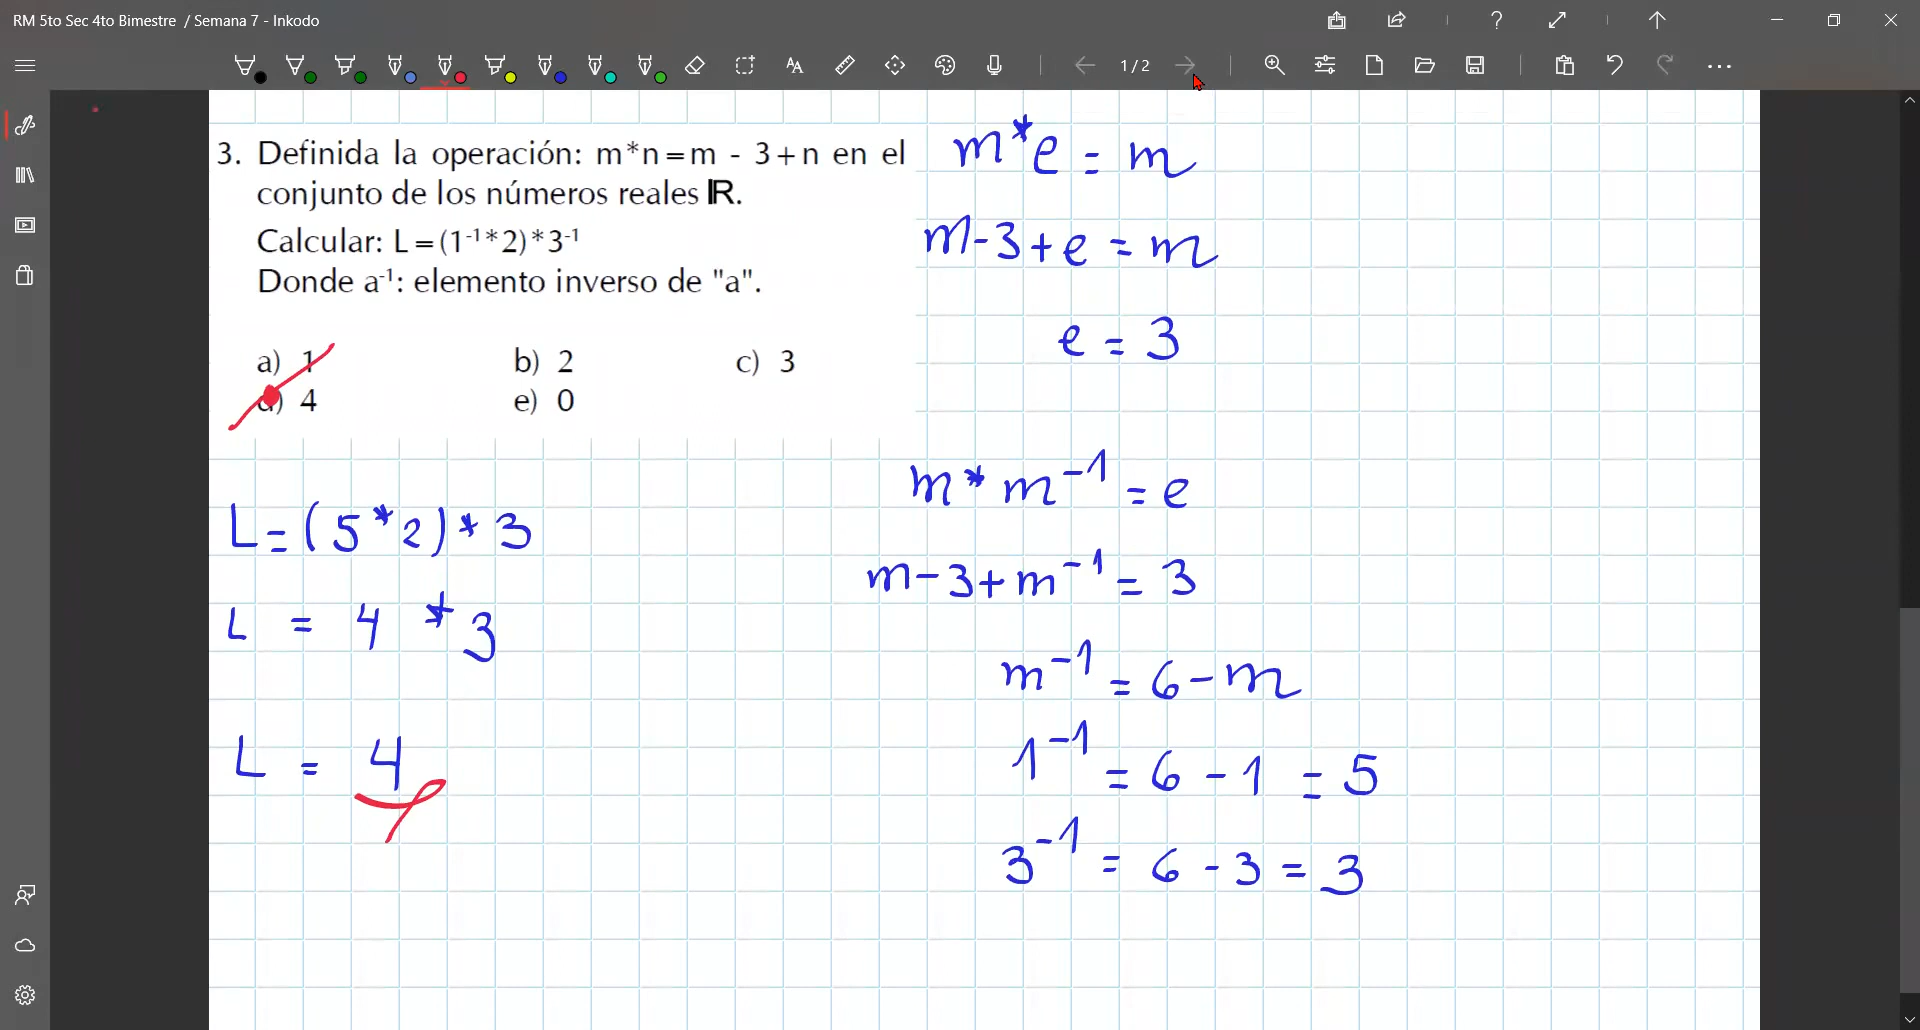 RM 5to Sec 4to Bimestre / Semana 7 - Inkodo
1 / 2
3. Definida la operación: m*n=m - 3+n en el
conjunto de los números reales ℝ.
Calcular: L=(1⁻¹*2)*3⁻¹
Donde a⁻¹: elemento inverso de "a".
a) 1 b) 2 c) 3
d) 4 e) 0
L = (5 * 2) * 3
L = 4 * 3
L = 4
m * e = m
m - 3 + e = m
e = 3
m * m⁻¹ = e
m - 3 + m⁻¹ = 3
m⁻¹ = 6 - m
1⁻¹ = 6 - 1 = 5
3⁻¹ = 6 - 3 = 3